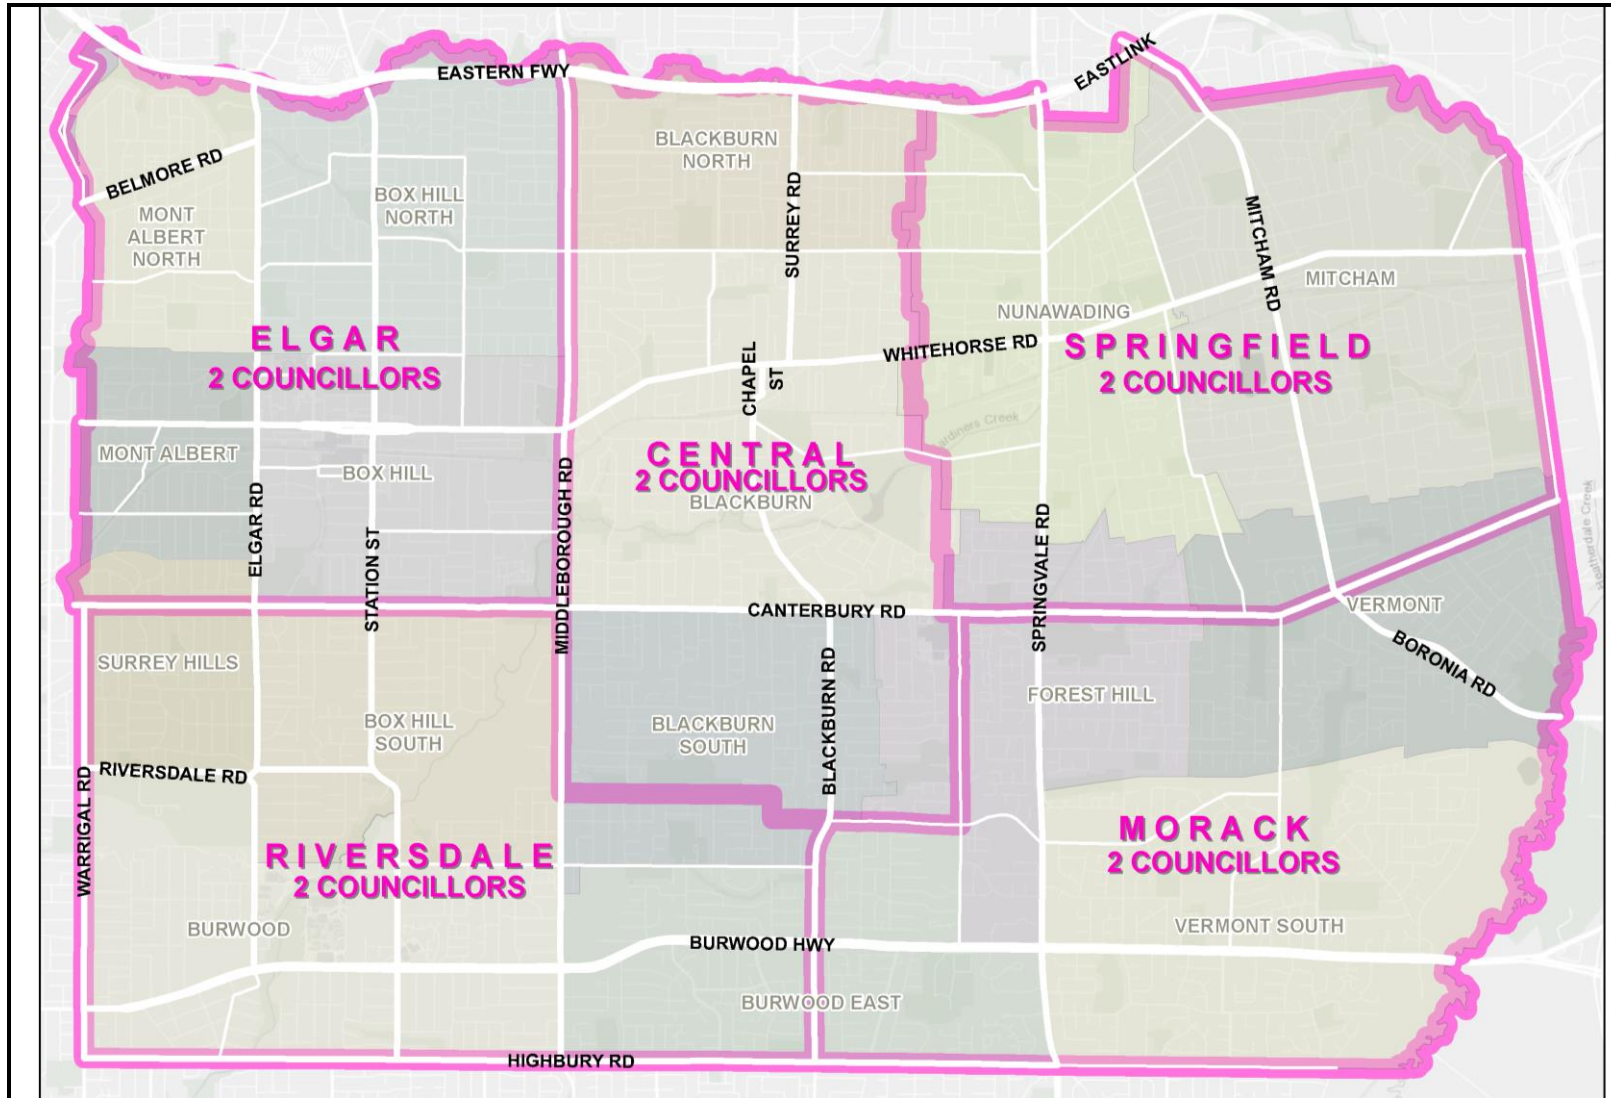 EASTERN FWY
EASTLINK
BELMORE RD
MONT
ALBERT
NORTH
BOX HILL
NORTH
BLACKBURN
NORTH
SURREY RD
MITCHAM RD
MITCHAM
NUNAWADING
ELGAR
2 COUNCILLORS
WHITEHORSE RD
SPRINGFIELD
2 COUNCILLORS
CHAPEL
ST
MONT ALBERT
BOX HILL
CENTRAL
2 COUNCILLORS
BLACKBURN
Gardiners Creek
ELGAR RD
STATION ST
MIDDLEBOROUGH RD
SPRINGVALE RD
Heatherdale Creek
CANTERBURY RD
VERMONT
BORONIA RD
SURREY HILLS
BOX HILL
SOUTH
BLACKBURN
SOUTH
BLACKBURN RD
FOREST HILL
WARRIGAL RD
RIVERSDALE RD
RIVERSDALE
2 COUNCILLORS
MORACK
2 COUNCILLORS
BURWOOD
BURWOOD HWY
VERMONT SOUTH
BURWOOD EAST
HIGHBURY RD